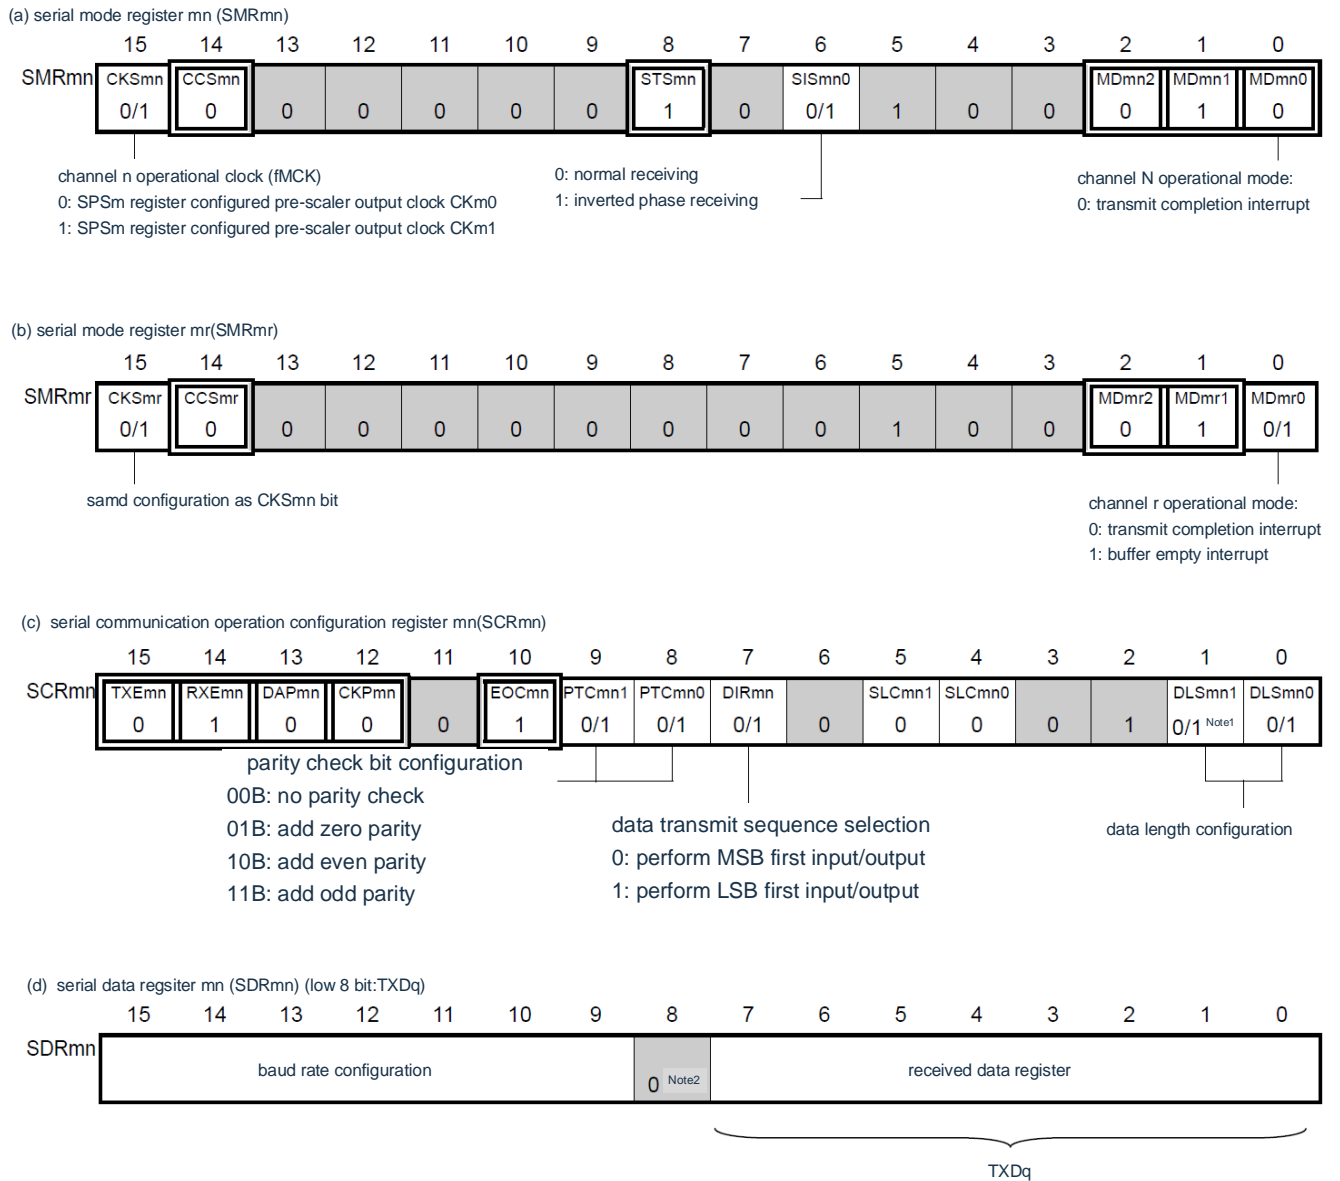 (a) serial mode register mn (SMRmn)
15 14 13 12 11 10 9 8 7 6 5 4 3 2 1 0
SMRmn CKSmn CCSmn STSmn SISmn0 MDmn2 MDmn1 MDmn0
0/1 0 0 0 0 0 0 1 0 0/1 1 0 0 0 1 0
channel n operational clock (fMCK)
0: SPSm register configured pre-scaler output clock CKm0
1: SPSm register configured pre-scaler output clock CKm1
0: normal receiving
1: inverted phase receiving
channel N operational mode:
0: transmit completion interrupt
(b) serial mode register mr(SMRmr)
15 14 13 12 11 10 9 8 7 6 5 4 3 2 1 0
SMRmr CKSmr CCSmr MDmr2 MDmr1 MDmr0
0/1 0 0 0 0 0 0 0 0 0 1 0 0 0 1 0/1
samd configuration as CKSmn bit
channel r operational mode:
0: transmit completion interrupt
1: buffer empty interrupt
(c) serial communication operation configuration register mn(SCRmn)
15 14 13 12 11 10 9 8 7 6 5 4 3 2 1 0
SCRmn TXEmn RXEmn DAPmn CKPmn EOCmn PTCmn1 PTCmn0 DIRmn SLCmn1 SLCmn0 DLSmn1 DLSmn0
0 1 0 0 0 1 0/1 0/1 0/1 0 0 0 0 1 0/1 Note1 0/1
parity check bit configuration
00B: no parity check
01B: add zero parity
10B: add even parity
11B: add odd parity
data transmit sequence selection
0: perform MSB first input/output
1: perform LSB first input/output
data length configuration
(d) serial data regsiter mn (SDRmn) (low 8 bit:TXDq)
15 14 13 12 11 10 9 8 7 6 5 4 3 2 1 0
SDRmn
baud rate configuration
0 Note2
received data register
TXDq